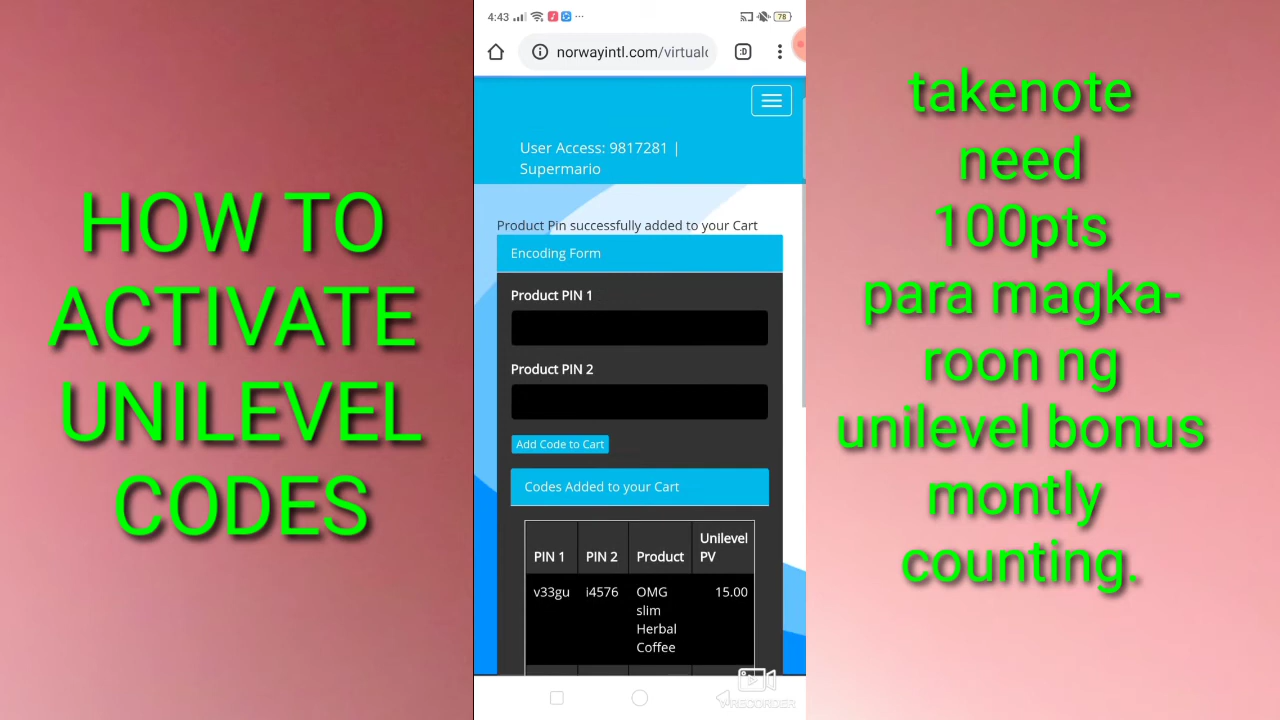 HOW TO
ACTIVATE
UNILEVEL
CODES
4:43
78
norwayintl.com/virtual
:D
User Access: 9817281 |
Supermario
Product Pin successfully added to your Cart
Encoding Form
Product PIN 1
Product PIN 2
Add Code to Cart
Codes Added to your Cart
PIN 1 PIN 2 Product Unilevel PV
v33gu i4576 OMG slim Herbal Coffee 15.00
RECORDER
takenote
need
100pts
para magka-
roon ng
unilevel bonus
montly
counting.